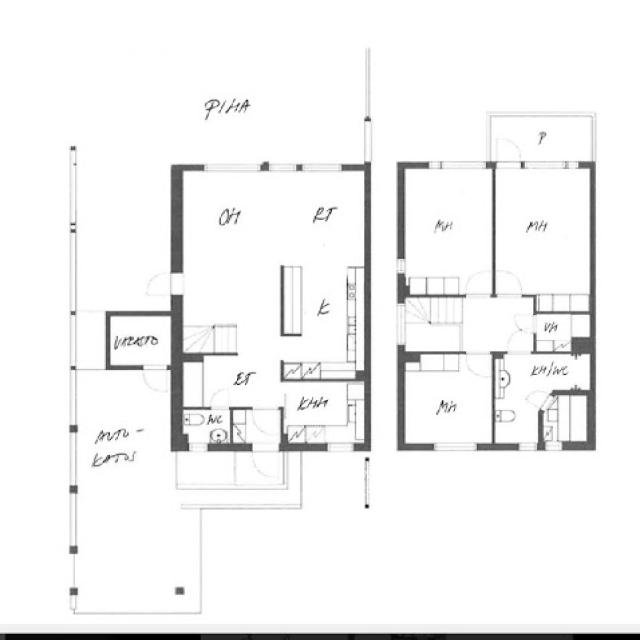 PIHA
P
OH
RT
MH
MH
K
VH
VARASTO
ET
KH/WC
KHH
MH
WC
AUTO-
KATOS